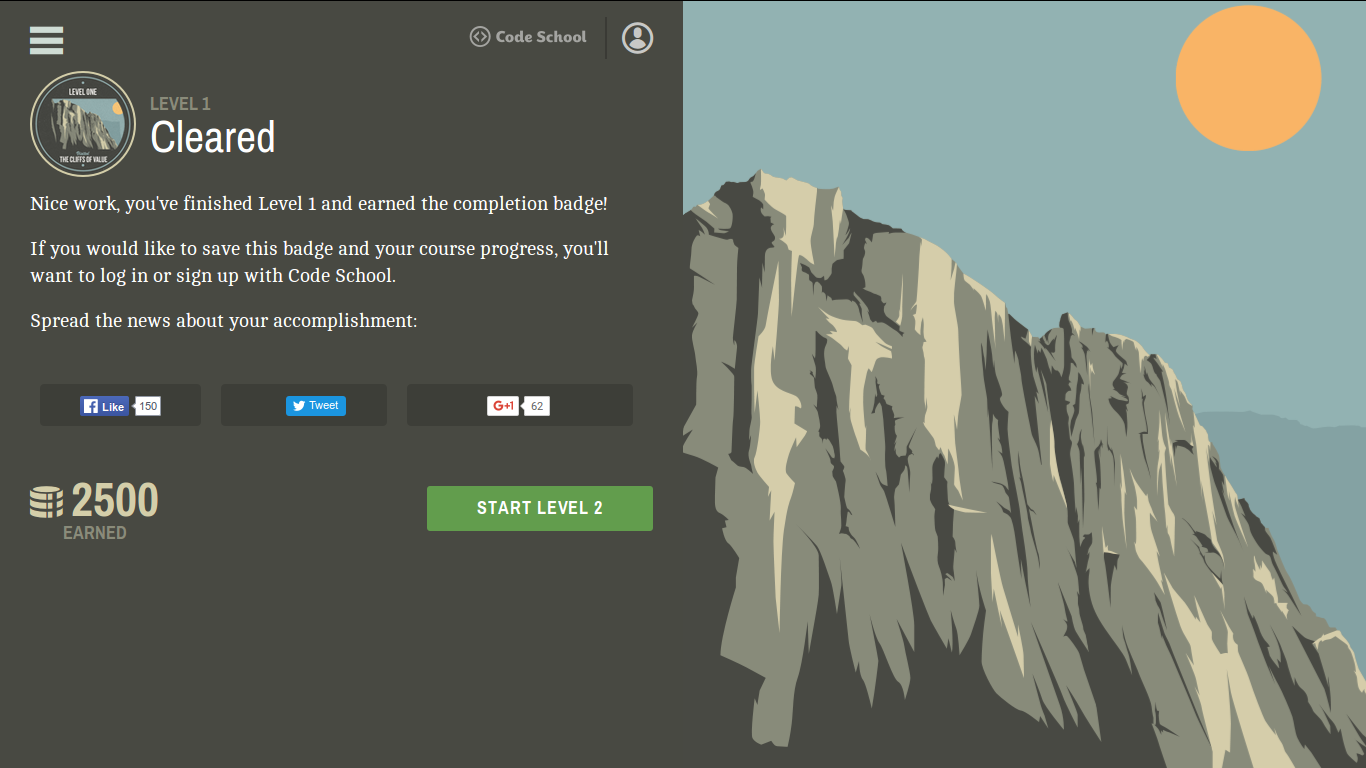 Code School
LEVEL ONE
THE CLIFFS OF VALUE
LEVEL 1
Cleared
Nice work, you've finished Level 1 and earned the completion badge!
If you would like to save this badge and your course progress, you'll
want to log in or sign up with Code School.
Spread the news about your accomplishment:
Like 150
Tweet
G+1 62
2500
EARNED
START LEVEL 2